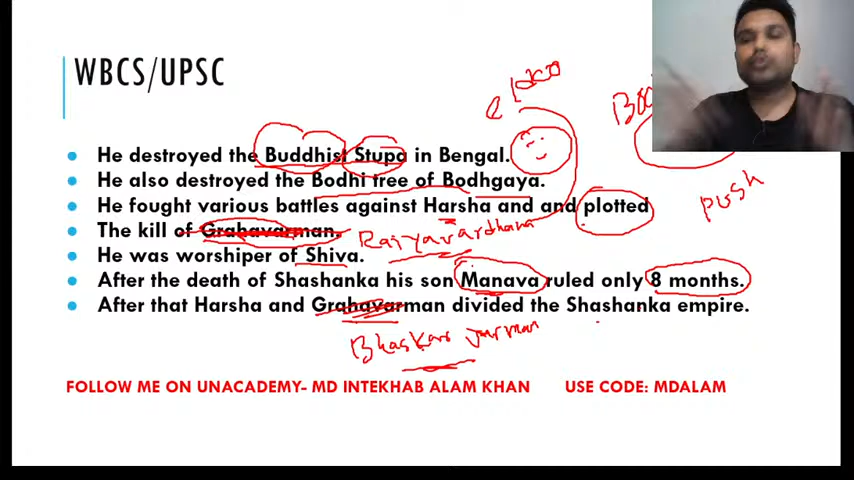 WBCS/UPSC
He destroyed the Buddhist Stupa in Bengal.
He also destroyed the Bodhi tree of Bodhgaya.
He fought various battles against Harsha and and plotted
The kill of Grahavarman.
Rajyavardhana
push
He was worshiper of Shiva.
After the death of Shashanka his son Manava ruled only 8 months.
After that Harsha and Grahavarman divided the Shashanka empire.
Bhaskar Varman
FOLLOW ME ON UNACADEMY- MD INTEKHAB ALAM KHAN USE CODE: MDALAM